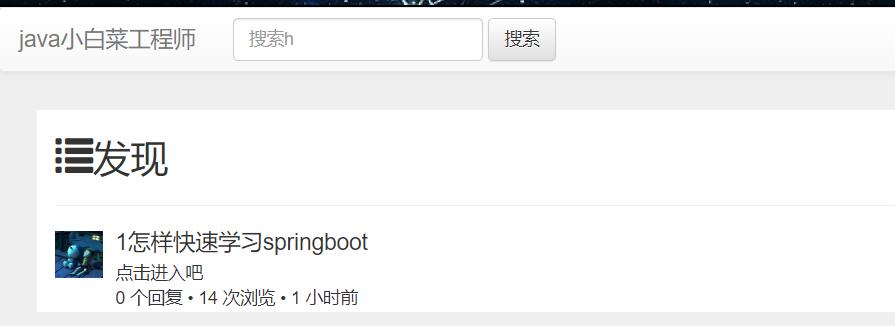 java小白菜工程师 搜索h 搜索
发现
1怎样快速学习springboot
点击进入吧
0 个回复 • 14 次浏览 • 1 小时前